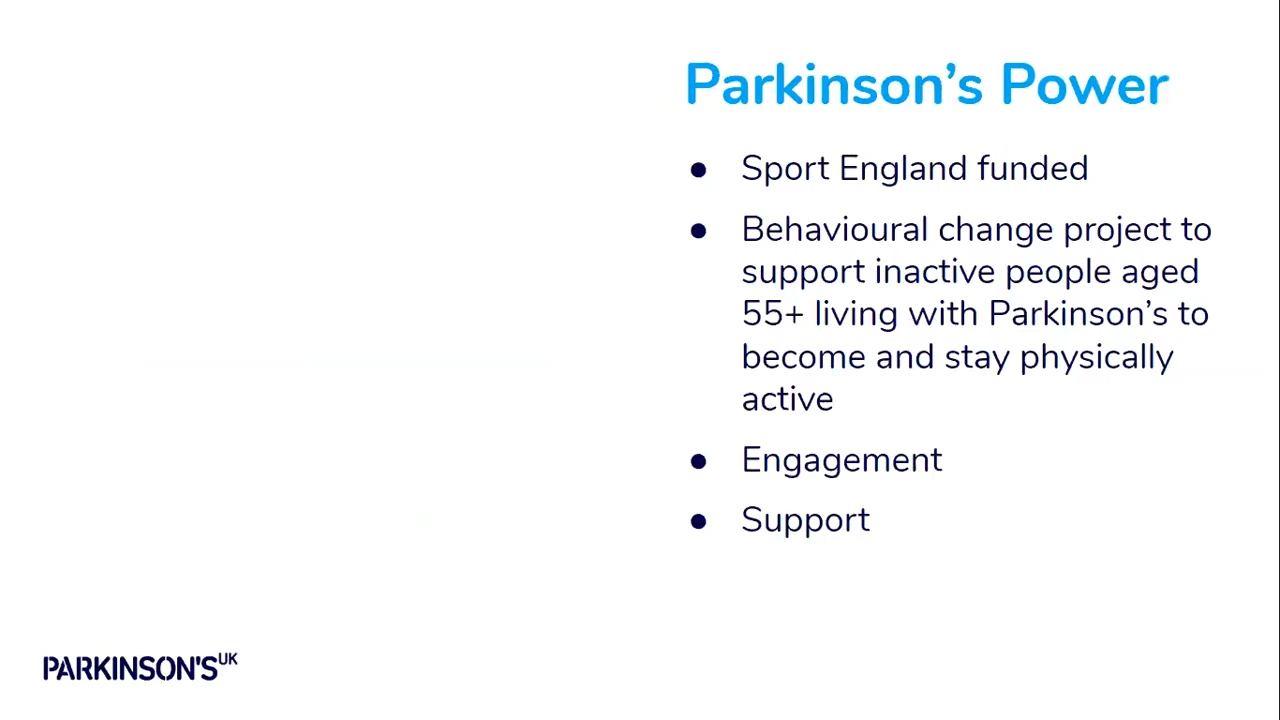 Parkinson’s Power
● Sport England funded
● Behavioural change project to
support inactive people aged
55+ living with Parkinson’s to
become and stay physically
active
● Engagement
● Support
PARKINSON'S UK